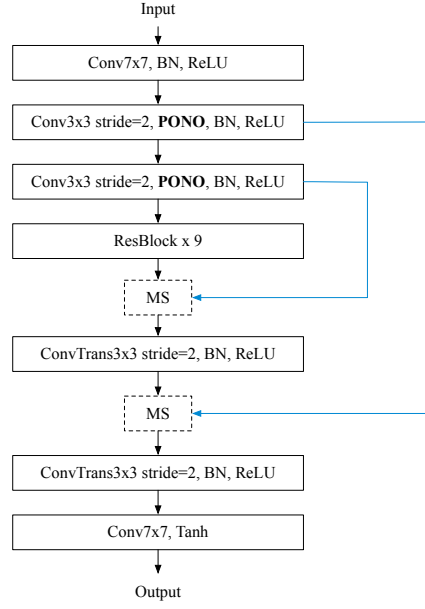 Input
Conv7x7, BN, ReLU
Conv3x3 stride=2, PONO, BN, ReLU
Conv3x3 stride=2, PONO, BN, ReLU
ResBlock x 9
MS
ConvTrans3x3 stride=2, BN, ReLU
MS
ConvTrans3x3 stride=2, BN, ReLU
Conv7x7, Tanh
Output